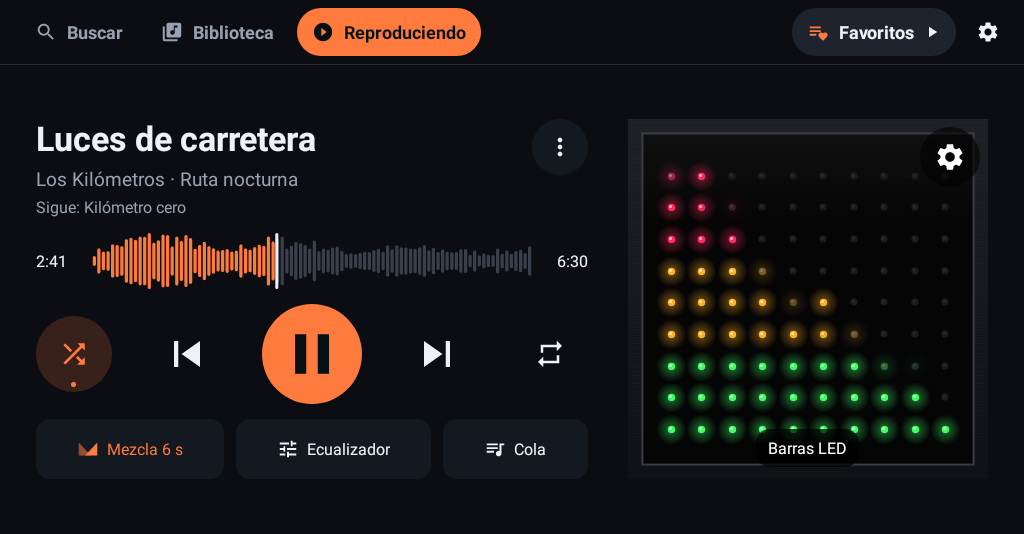 Buscar
Biblioteca
Reproduciendo
Favoritos
Luces de carretera
Los Kilómetros · Ruta nocturna
Sigue: Kilómetro cero
2:41
6:30
Mezcla 6 s
Ecualizador
Cola
Barras LED